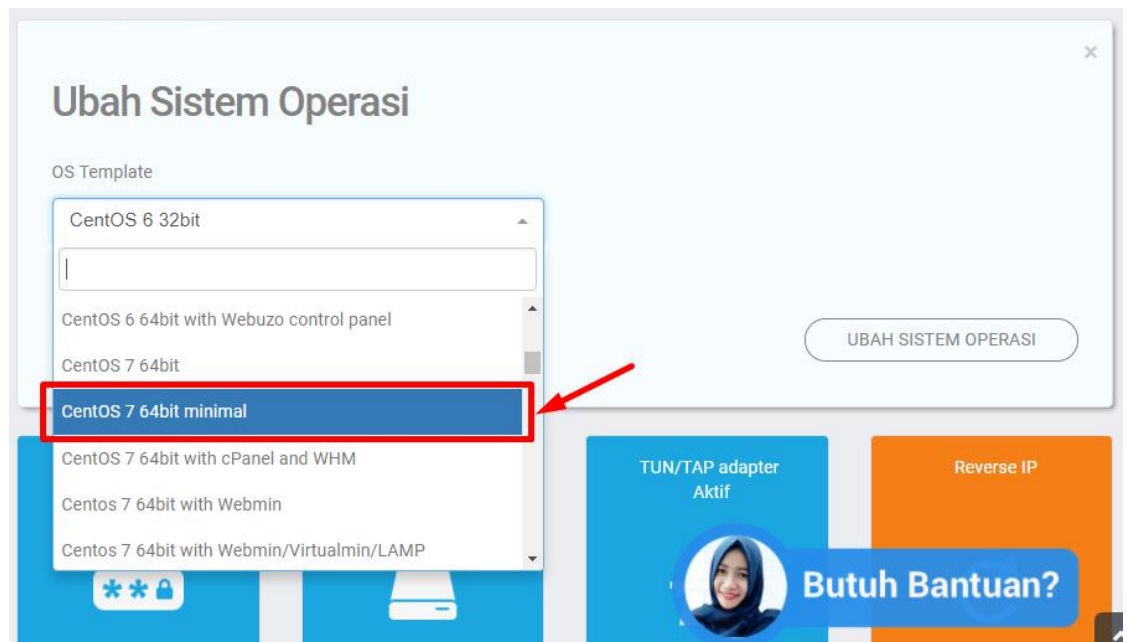 ×
Ubah Sistem Operasi
OS Template
CentOS 6 32bit
CentOS 6 64bit with Webuzo control panel
CentOS 7 64bit
CentOS 7 64bit minimal
CentOS 7 64bit with cPanel and WHM
Centos 7 64bit with Webmin
Centos 7 64bit with Webmin/Virtualmin/LAMP
UBAH SISTEM OPERASI
TUN/TAP adapter
Aktif
Reverse IP
**
Butuh Bantuan?